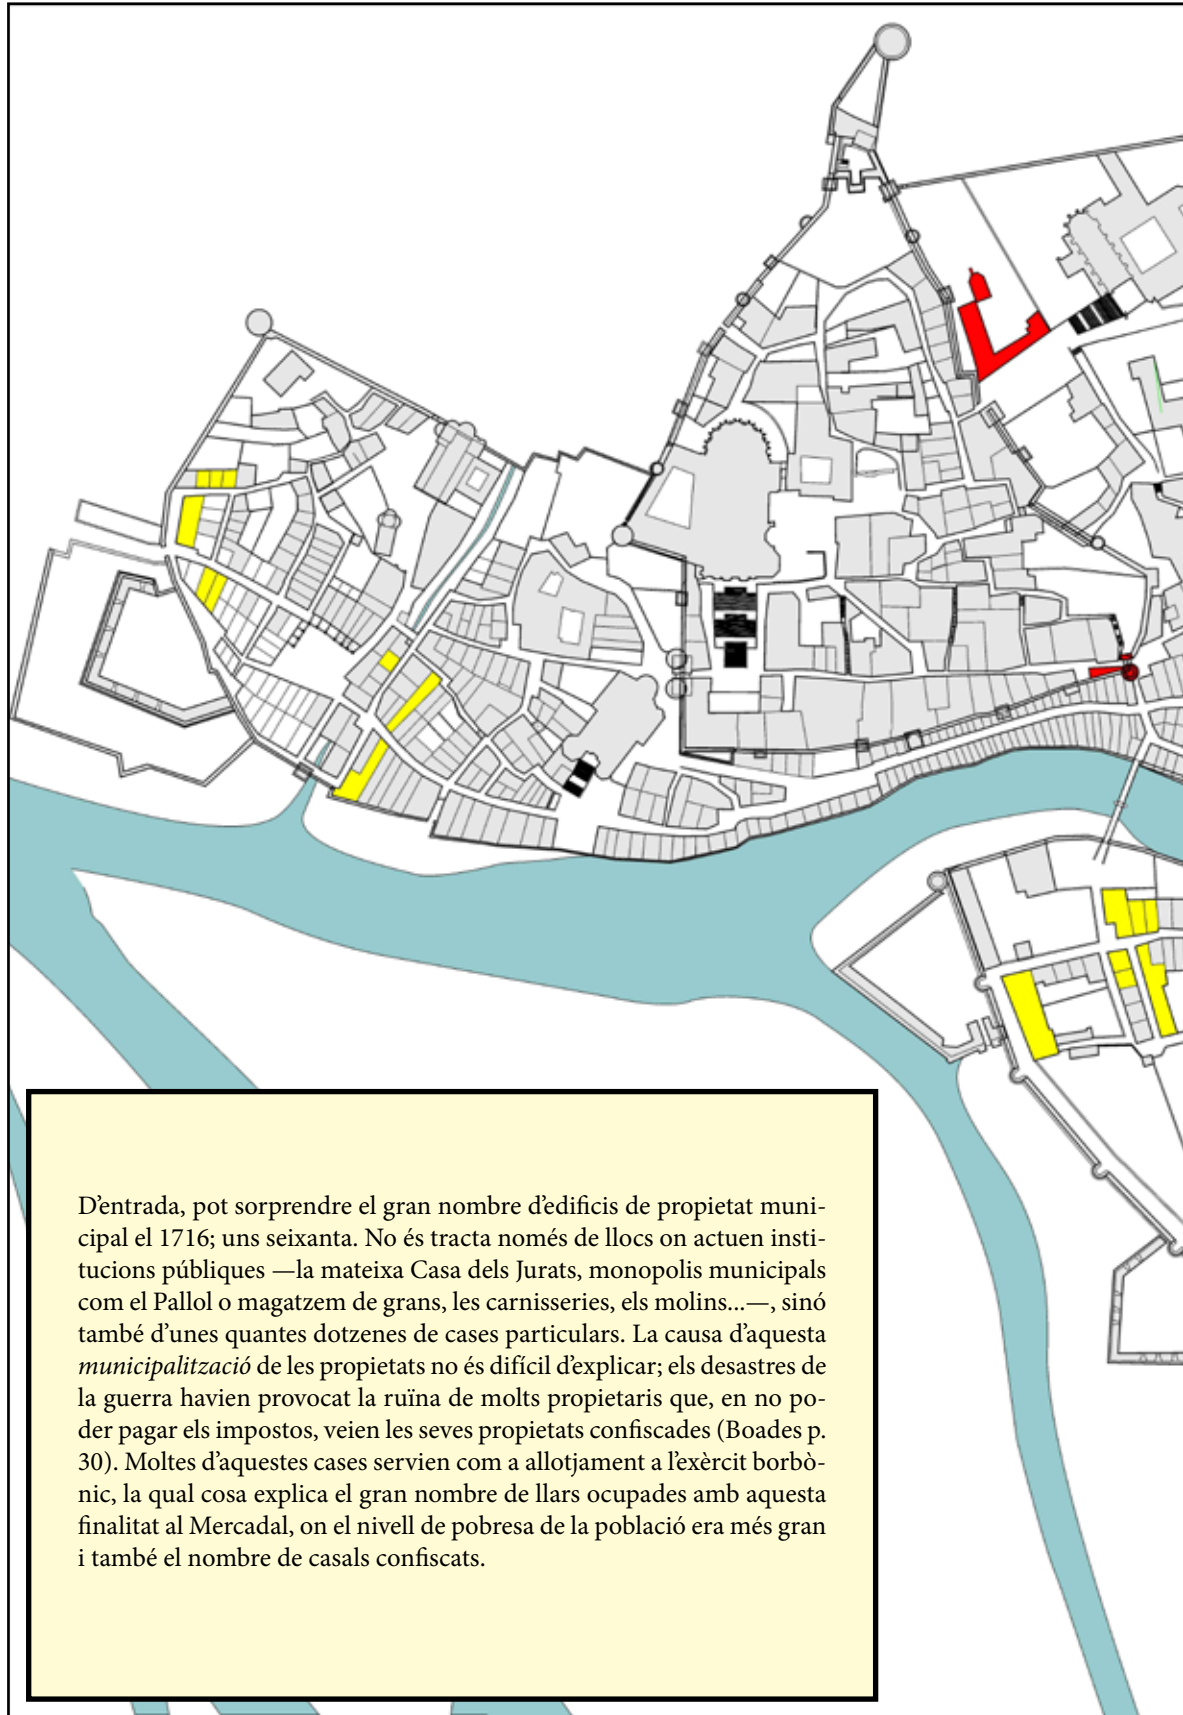 D'entrada, pot sorprendre el gran nombre d'edificis de propietat muni-
cipal el 1716; uns seixanta. No és tracta només de llocs on actuen insti-
tucions públiques —la mateixa Casa dels Jurats, monopolis municipals
com el Pallol o magatzem de grans, les carnisseries, els molins...—, sinó
també d'unes quantes dotzenes de cases particulars. La causa d'aquesta
municipalització de les propietats no és difícil d'explicar; els desastres de
la guerra havien provocat la ruïna de molts propietaris que, en no po-
der pagar els impostos, veien les seves propietats confiscades (Boades p.
30). Moltes d'aquestes cases servien com a allotjament a l'exèrcit borbò-
nic, la qual cosa explica el gran nombre de llars ocupades amb aquesta
finalitat al Mercadal, on el nivell de pobresa de la població era més gran
i també el nombre de casals confiscats.